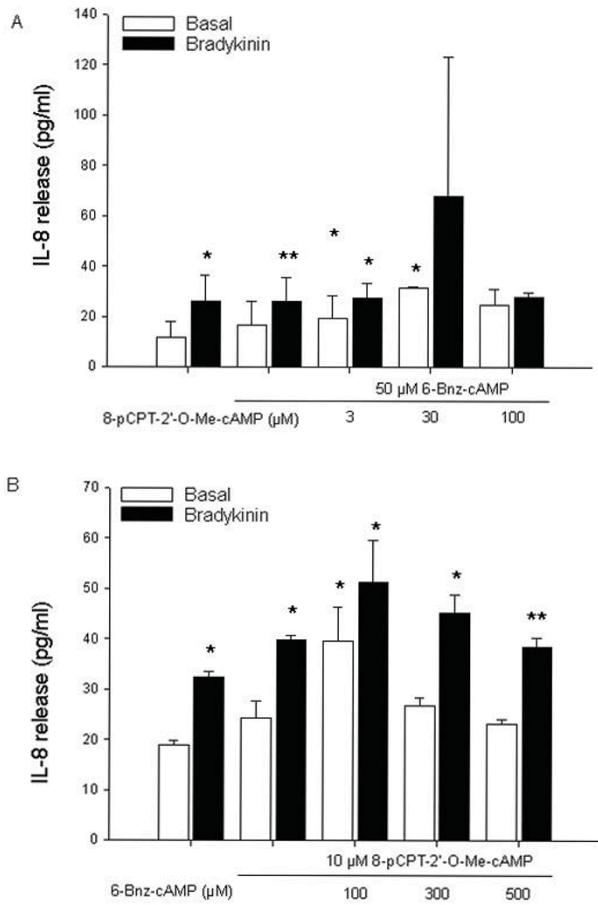 A
Basal
Bradykinin
IL-8 release (pg/ml)
140
120
100
80
60
40
20
0
* ** * * *
50 µM 6-Bnz-cAMP
8-pCPT-2'-O-Me-cAMP (µM) 3 30 100
B
Basal
Bradykinin
IL-8 release (pg/ml)
70
60
50
40
30
20
10
0
* * * * * **
10 µM 8-pCPT-2'-O-Me-cAMP
6-Bnz-cAMP (µM) 100 300 500